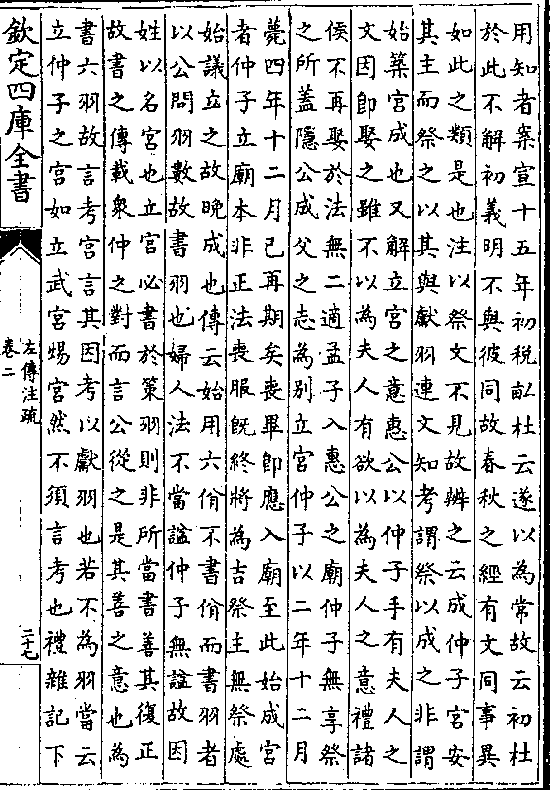 用知者案宣十五年初税畝杜云遂以為常故云初杜
於此不解初義明不與彼同故春秋之經有文同事異
如此之類是也注以祭文不見故辨之云成仲子宮安
其主而祭之以其與獻羽連文知考謂祭以成之非謂
始築宮成也又解立宮之意惠公以仲子手有夫人之
文因即娶之雖不以為夫人有欲以為夫人之意禮諸
侯不再娶於法無二適孟子入惠公之廟仲子無享祭
之所蓋隱公成父之志為別立宮仲子以二年十二月
薨四年十二月已再期矣喪畢即應入廟至此始成宮
者仲子立廟本非正法喪服既終將為吉祭主無祭處
始議立之故晚成也傳云始用六佾不書佾而書羽者
以公問羽數故書羽也婦人法不當諡仲子無諡故因
姓以名宮也立宮必書於策羽則非所當書善其復正
故書之傳載衆仲之對而言公從之是其善之意也為
書六羽故言考宮言其因考以獻羽也若不為羽當云
立仲子之宮如立武宮煬宮然不須言考也禮雜記下
欽定四庫全書
左傳注疏
卷二
二十七